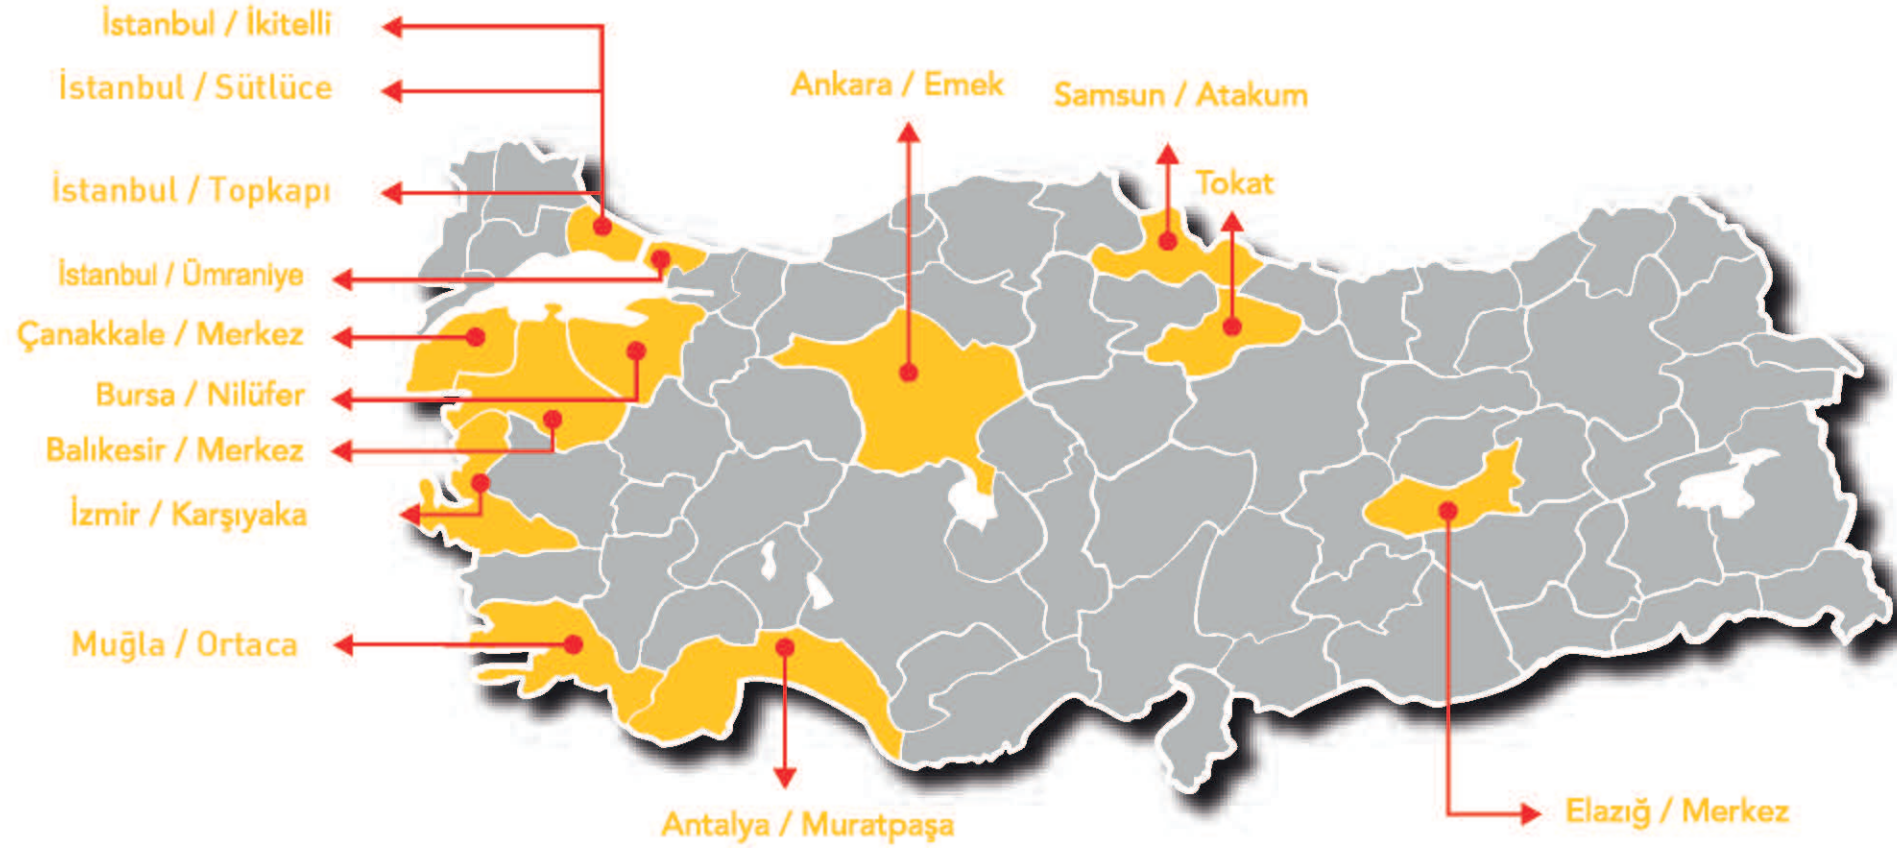 İstanbul / İkitelli
İstanbul / Sütlüce
İstanbul / Topkapı
İstanbul / Ümraniye
Çanakkale / Merkez
Bursa / Nilüfer
Balıkesir / Merkez
İzmir / Karşıyaka
Muğla / Ortaca
Ankara / Emek
Samsun / Atakum
Tokat
Antalya / Muratpaşa
Elazığ / Merkez